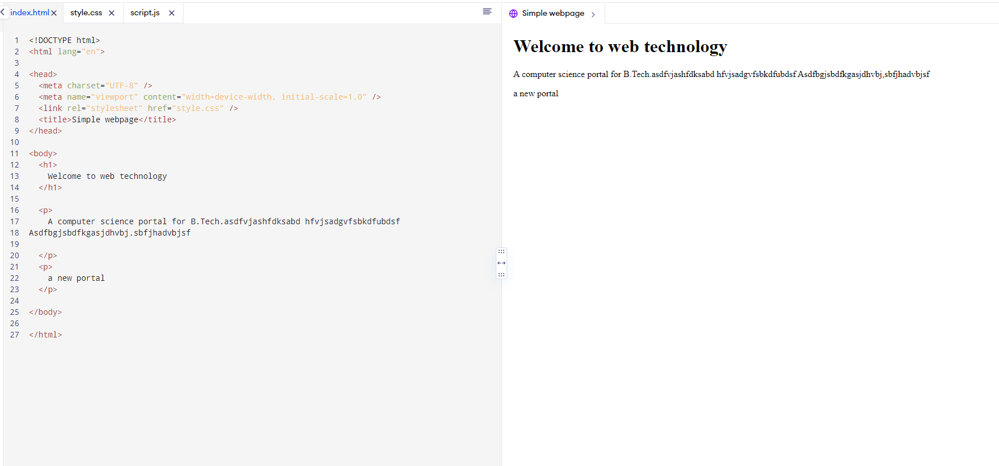 index.html style.css script.js
1 <!DOCTYPE html>
2 <html lang="en">
3
4 <head>
5   <meta charset="UTF-8" />
6   <meta name="viewport" content="width=device-width, initial-scale=1.0" />
7   <link rel="stylesheet" href="style.css" />
8   <title>Simple webpage</title>
9 </head>
10
11 <body>
12   <h1>
13     Welcome to web technology
14   </h1>
15
16   <p>
17     A computer science portal for B.Tech.asdfvjashfdksabd hfvjsadgvfsbkdfubdsf
18 Asdfbgjsbdfkgasjdhvbj,sbfjhadvbjsf
19
20   </p>
21   <p>
22     a new portal
23   </p>
24
25 </body>
26
27 </html>
Simple webpage
Welcome to web technology
A computer science portal for B.Tech.asdfvjashfdksabd hfvjsadgvfsbkdfubdsf Asdfbgjsbdfkgasjdhvbj,sbfjhadvbjsf
a new portal